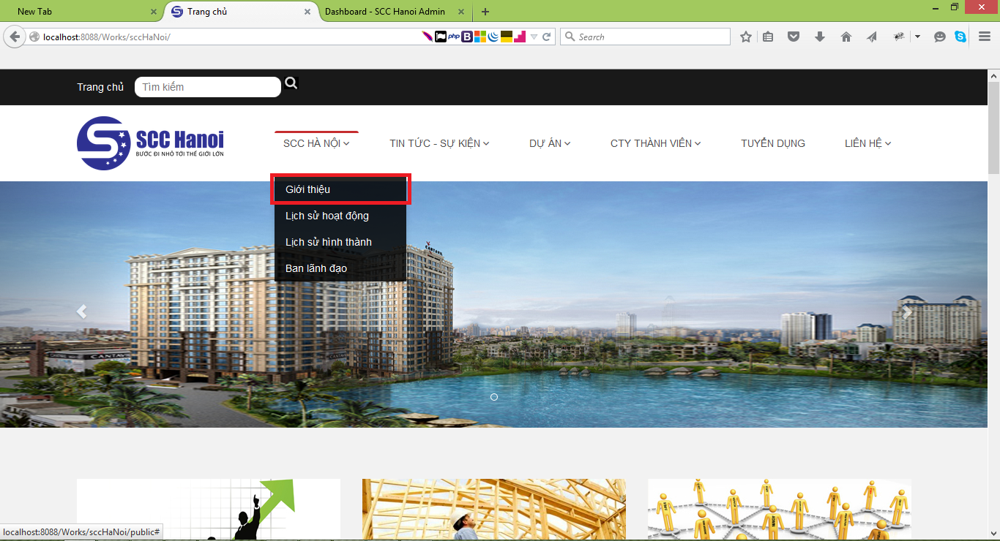 New Tab
Trang chủ
Dashboard - SCC Hanoi Admin
localhost:8088/Works/sccHaNoi/
php
B
Search
Trang chủ
Tìm kiếm
SCC Hanoi
BƯỚC ĐI NHỎ TỚI THẾ GIỚI LỚN
SCC HÀ NỘI
TIN TỨC - SỰ KIỆN
DỰ ÁN
CTY THÀNH VIÊN
TUYỂN DỤNG
LIÊN HỆ
Giới thiệu
Lịch sử hoạt động
Lịch sử hình thành
Ban lãnh đạo
CANTAVIL
localhost:8088/Works/sccHaNoi/public#